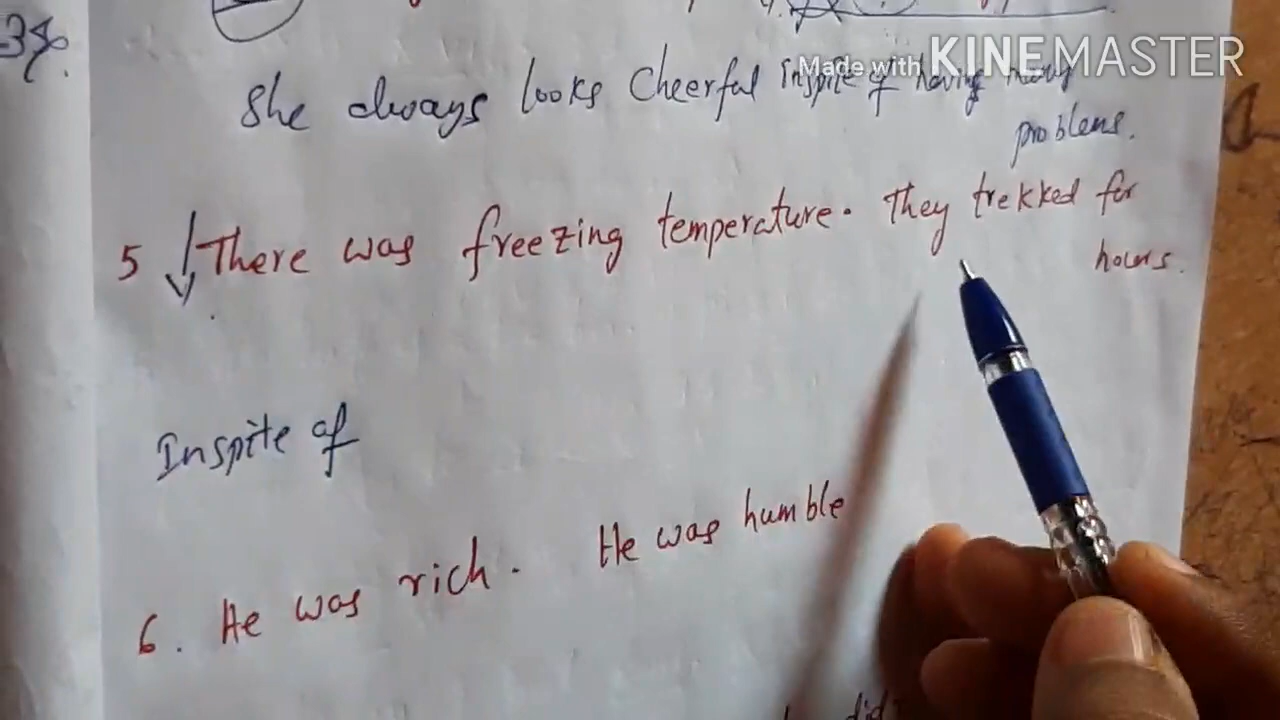 Made with KINEMASTER
She always looks Cheerful inspite of having many
problems.
5 There was freezing temperature. They trekked for
hours.
Inspite of
6. He was rich. He was humble
did